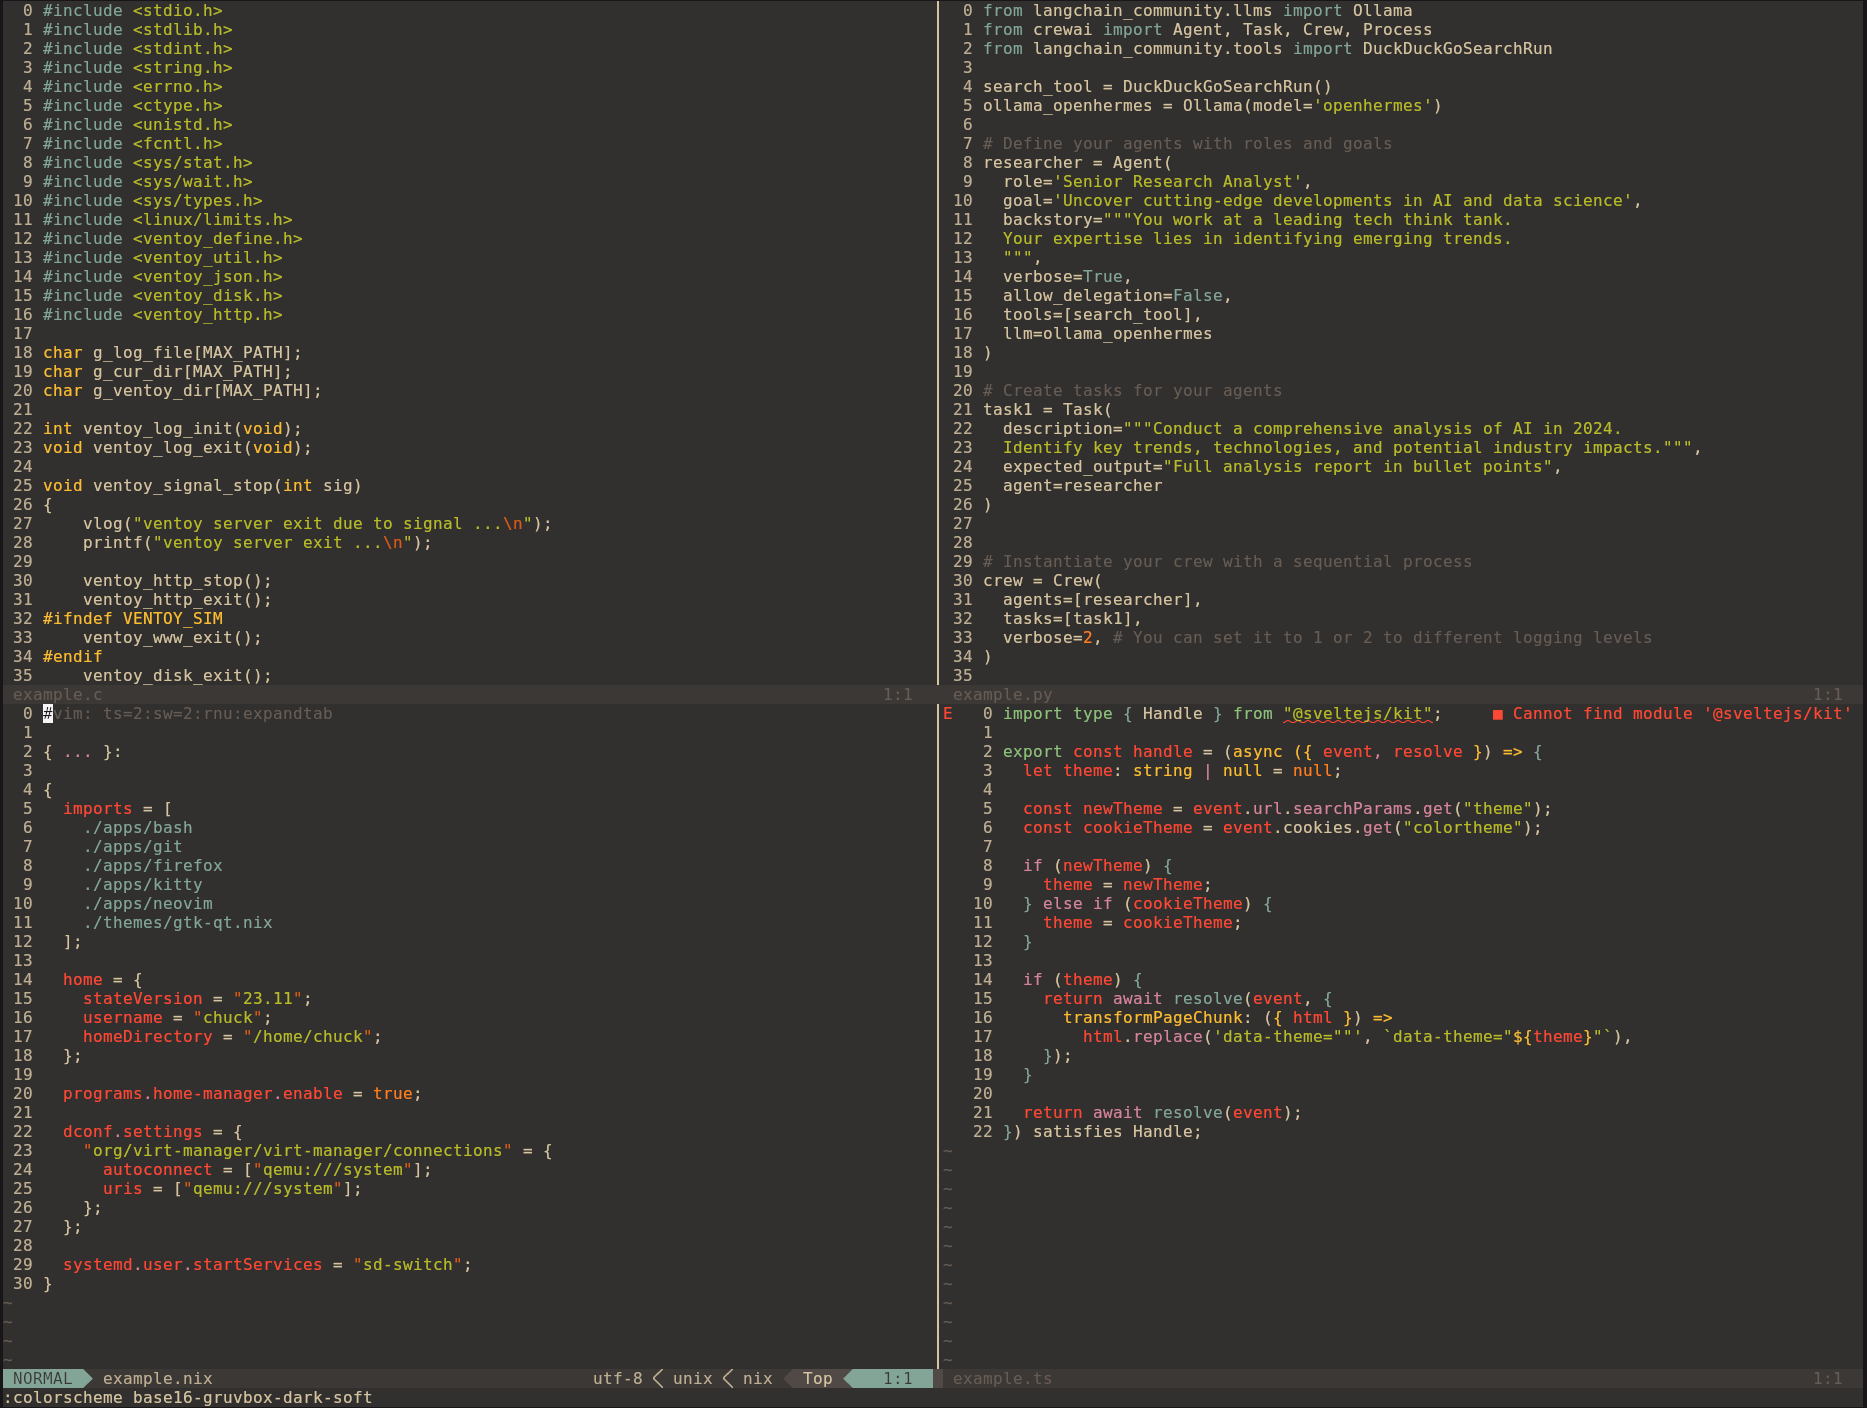 0 #include <stdio.h>
1 #include <stdlib.h>
2 #include <stdint.h>
3 #include <string.h>
4 #include <errno.h>
5 #include <ctype.h>
6 #include <unistd.h>
7 #include <fcntl.h>
8 #include <sys/stat.h>
9 #include <sys/wait.h>
10 #include <sys/types.h>
11 #include <linux/limits.h>
12 #include <ventoy_define.h>
13 #include <ventoy_util.h>
14 #include <ventoy_json.h>
15 #include <ventoy_disk.h>
16 #include <ventoy_http.h>
17
18 char g_log_file[MAX_PATH];
19 char g_cur_dir[MAX_PATH];
20 char g_ventoy_dir[MAX_PATH];
21
22 int ventoy_log_init(void);
23 void ventoy_log_exit(void);
24
25 void ventoy_signal_stop(int sig)
26 {
27     vlog("ventoy server exit due to signal ...\n");
28     printf("ventoy server exit ...\n");
29
30     ventoy_http_stop();
31     ventoy_http_exit();
32 #ifndef VENTOY_SIM
33     ventoy_www_exit();
34 #endif
35     ventoy_disk_exit();
example.c 1:1
0 from langchain_community.llms import Ollama
1 from crewai import Agent, Task, Crew, Process
2 from langchain_community.tools import DuckDuckGoSearchRun
3
4 search_tool = DuckDuckGoSearchRun()
5 ollama_openhermes = Ollama(model='openhermes')
6
7 # Define your agents with roles and goals
8 researcher = Agent(
9   role='Senior Research Analyst',
10   goal='Uncover cutting-edge developments in AI and data science',
11   backstory="""You work at a leading tech think tank.
12   Your expertise lies in identifying emerging trends.
13   """,
14   verbose=True,
15   allow_delegation=False,
16   tools=[search_tool],
17   llm=ollama_openhermes
18 )
19
20 # Create tasks for your agents
21 task1 = Task(
22   description="""Conduct a comprehensive analysis of AI in 2024.
23   Identify key trends, technologies, and potential industry impacts.""",
24   expected_output="Full analysis report in bullet points",
25   agent=researcher
26 )
27
28
29 # Instantiate your crew with a sequential process
30 crew = Crew(
31   agents=[researcher],
32   tasks=[task1],
33   verbose=2, # You can set it to 1 or 2 to different logging levels
34 )
35
example.py 1:1
0 #vim: ts=2:sw=2:rnu:expandtab
1
2 { ... }:
3
4 {
5   imports = [
6     ./apps/bash
7     ./apps/git
8     ./apps/firefox
9     ./apps/kitty
10     ./apps/neovim
11     ./themes/gtk-qt.nix
12   ];
13
14   home = {
15     stateVersion = "23.11";
16     username = "chuck";
17     homeDirectory = "/home/chuck";
18   };
19
20   programs.home-manager.enable = true;
21
22   dconf.settings = {
23     "org/virt-manager/virt-manager/connections" = {
24       autoconnect = ["qemu:///system"];
25       uris = ["qemu:///system"];
26     };
27   };
28
29   systemd.user.startServices = "sd-switch";
30 }
~
~
~
~
NORMAL example.nix utf-8 unix nix Top 1:1
E 0 import type { Handle } from "@sveltejs/kit"; ■ Cannot find module '@sveltejs/kit'
1
2 export const handle = (async ({ event, resolve }) => {
3   let theme: string | null = null;
4
5   const newTheme = event.url.searchParams.get("theme");
6   const cookieTheme = event.cookies.get("colortheme");
7
8   if (newTheme) {
9     theme = newTheme;
10   } else if (cookieTheme) {
11     theme = cookieTheme;
12   }
13
14   if (theme) {
15     return await resolve(event, {
16       transformPageChunk: ({ html }) =>
17         html.replace('data-theme=""', `data-theme="${theme}"`),
18     });
19   }
20
21   return await resolve(event);
22 }) satisfies Handle;
~
~
~
~
~
~
~
~
~
~
~
~
example.ts 1:1
:colorscheme base16-gruvbox-dark-soft